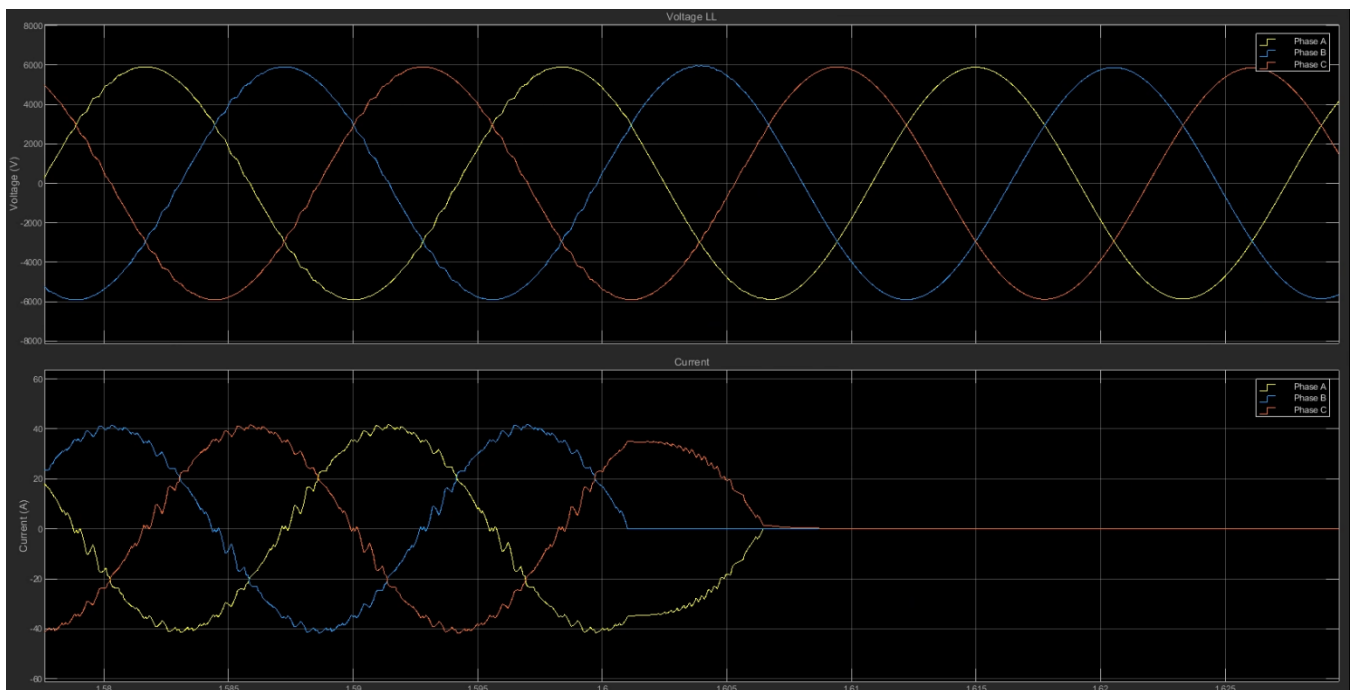 Voltage LL
8000
6000
4000
2000
0
-2000
-4000
-6000
-8000
Voltage (V)
Phase A
Phase B
Phase C
Current
60
40
20
0
-20
-40
-60
Current (A)
Phase A
Phase B
Phase C
1.58
1.585
1.59
1.595
1.6
1.605
1.61
1.615
1.62
1.625